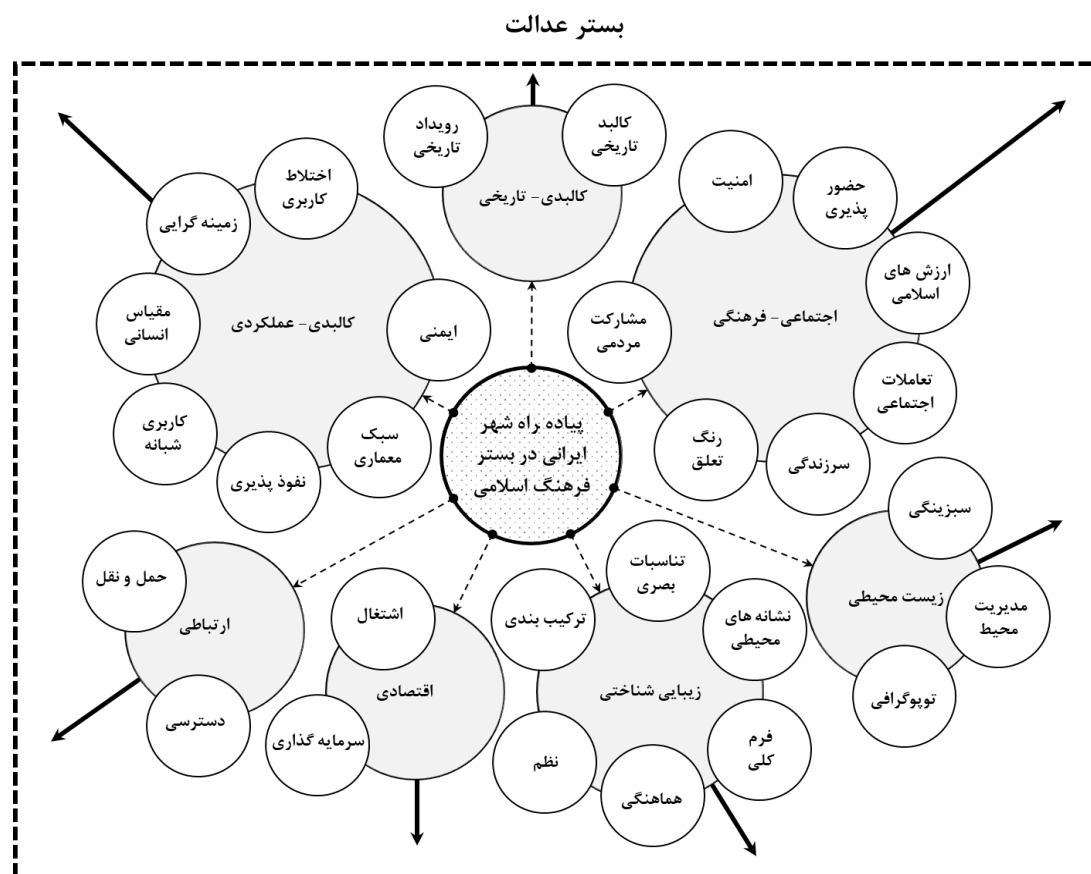 بستر عدالت
کالبدی- تاریخی
رویداد
تاریخی
کالبد
تاریخی
اجتماعی- فرهنگی
امنیت
حضور
پذیری
ارزش های
اسلامی
تعاملات
اجتماعی
سرزندگی
رنگ
تعلق
مشارکت
مردمی
کالبدی- عملکردی
اختلاط
کاربری
زمینه گرایی
مقیاس
انسانی
کاربری
شبانه
نفوذ پذیری
سبک
معماری
ایمنی
پیاده راه شهر
ایرانی در بستر
فرهنگ اسلامی
زیست محیطی
سبزینگی
مدیریت
محیط
توپوگرافی
زیبایی شناختی
تناسبات
بصری
نشانه های
محیطی
فرم
کلی
هماهنگی
نظم
ترکیب بندی
اقتصادی
اشتغال
سرمایه گذاری
ارتباطی
حمل و نقل
دسترسی